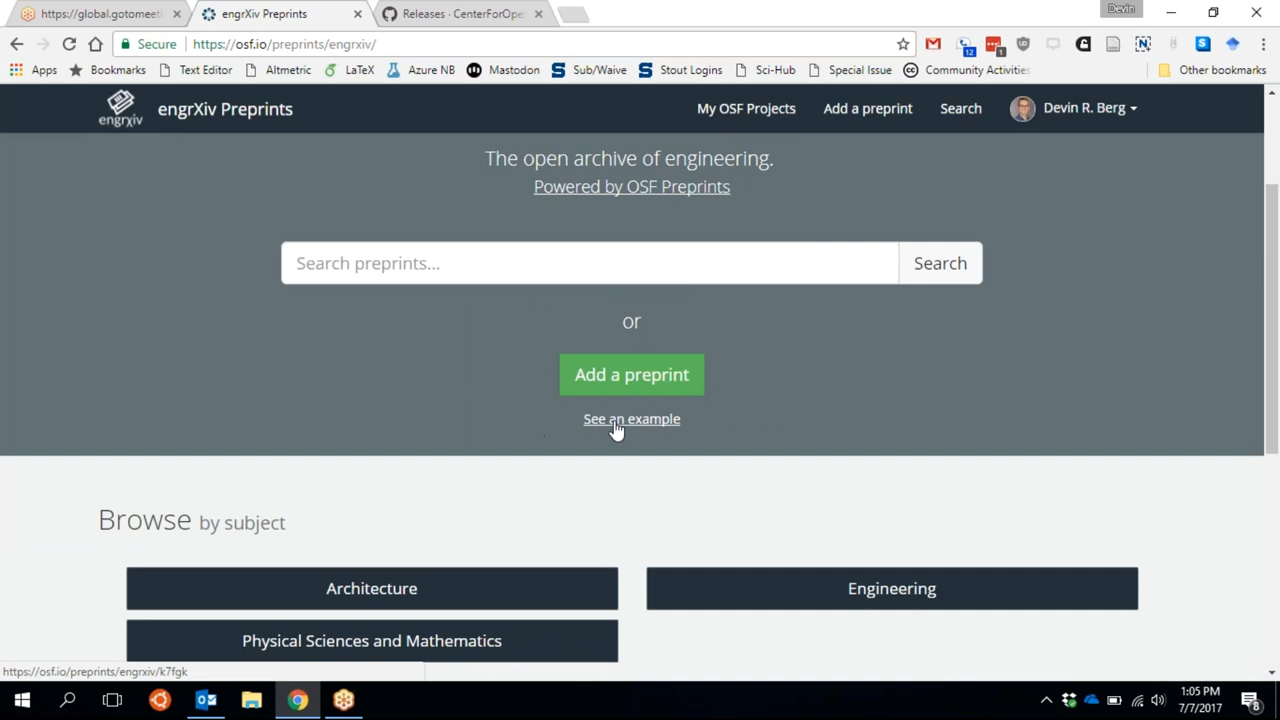 https://global.gotomeeti
engrXiv Preprints
Releases · CenterForOpe
Devin
Secure
https://osf.io/preprints/engrxiv/
12
1
Apps
Bookmarks
Text Editor
Altmetric
LaTeX
Azure NB
Mastodon
Sub/Waive
Stout Logins
Sci-Hub
Special Issue
Community Activities
Other bookmarks
engrxiv
engrXiv Preprints
My OSF Projects
Add a preprint
Search
Devin R. Berg
The open archive of engineering.
Powered by OSF Preprints
Search preprints...
Search
or
Add a preprint
See an example
Browse by subject
Architecture
Engineering
Physical Sciences and Mathematics
https://osf.io/preprints/engrxiv/k7fgk
1:05 PM
7/7/2017
8